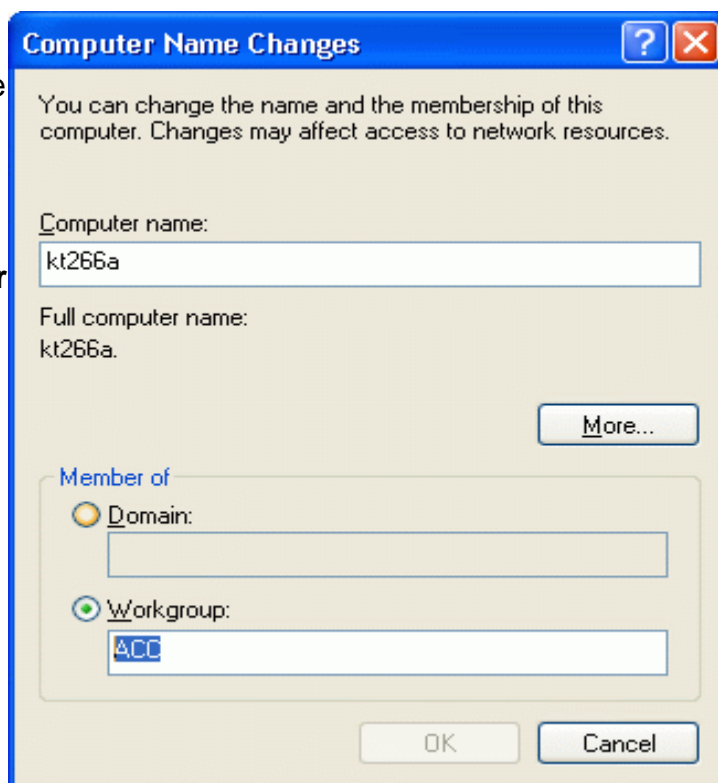 Computer Name Changes
e
You can change the name and the membership of this
computer. Changes may affect access to network resources.
Computer name:
kt266a
r
Full computer name:
kt266a.
More...
Member of
Domain:
Workgroup:
ACC
OK
Cancel